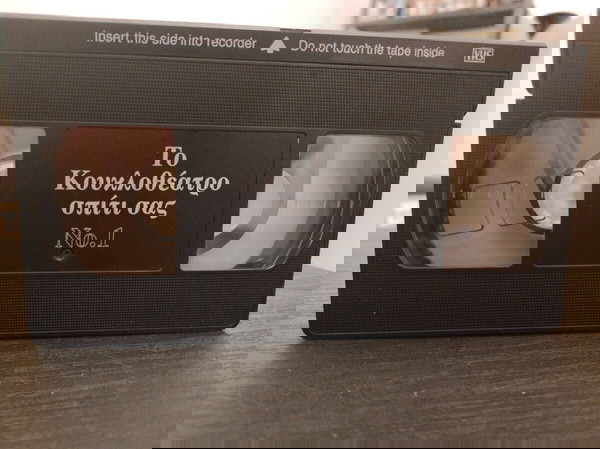 Insert this side into recorder Do not touch the tape inside VHS
Το
Κουκλοθέατρο
σπίτι σας
No.1